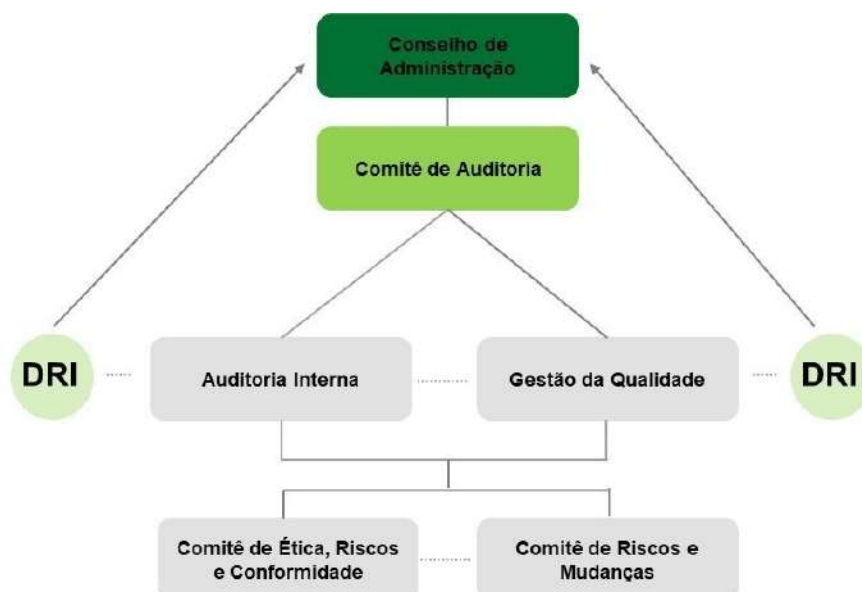 Conselho de
Administração
Comitê de Auditoria
DRI
Auditoria Interna
Gestão da Qualidade
DRI
Comitê de Ética, Riscos
e Conformidade
Comitê de Riscos e
Mudanças